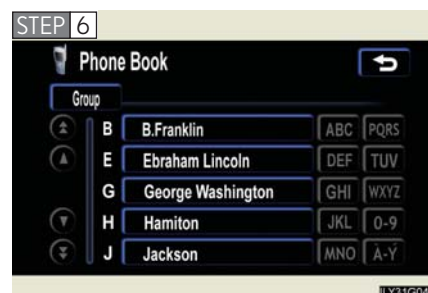 STEP 6
Phone Book
Group
B B.Franklin ABC PQRS
E Ebraham Lincoln DEF TUV
G George Washington GHI WXYZ
H Hamiton JKL 0-9
J Jackson MNO À-Ý